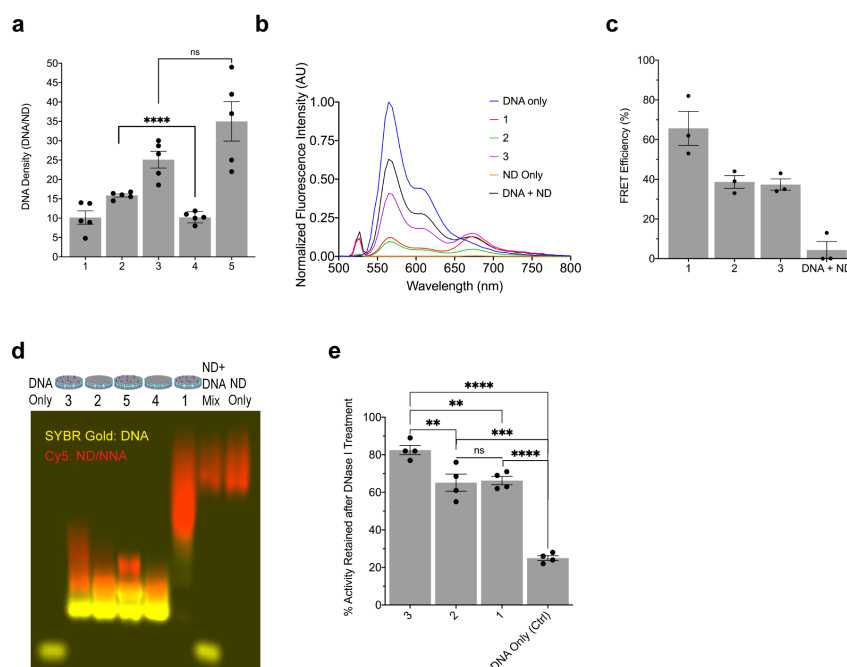 a
ns
****
50
45
40
35
30
25
20
15
10
5
0
DNA Density (DNA/ND)
1 2 3 4 5
b
1.00
0.75
0.50
0.25
0.00
Normalized Fluorescence Intensity (AU)
500 550 600 650 700 750 800
Wavelength (nm)
DNA only
1
2
3
ND Only
DNA + ND
c
100
80
60
40
20
0
FRET Efficiency (%)
1 2 3 DNA + ND
d
DNA Only
3 2 5 4 1
ND+ DNA Mix
ND Only
SYBR Gold: DNA
Cy5: ND/NNA
e
****
**
** ***
ns ****
100
80
60
40
20
0
% Activity Retained after DNase I Treatment
3 2 1 DNA Only (Ctrl)